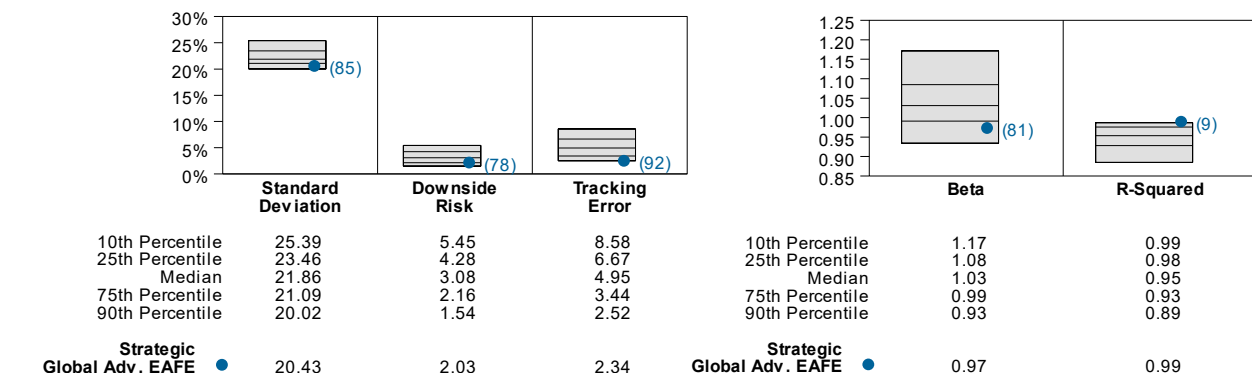 30%
25%
20%
15%
10%
5%
0%
(85)
(78)
(92)
Standard Deviation
Downside Risk
Tracking Error
10th Percentile 25.39 5.45 8.58
25th Percentile 23.46 4.28 6.67
Median 21.86 3.08 4.95
75th Percentile 21.09 2.16 3.44
90th Percentile 20.02 1.54 2.52
Strategic
Global Adv. EAFE 20.43 2.03 2.34
1.25
1.20
1.15
1.10
1.05
1.00
0.95
0.90
0.85
(81)
(9)
Beta
R-Squared
10th Percentile 1.17 0.99
25th Percentile 1.08 0.98
Median 1.03 0.95
75th Percentile 0.99 0.93
90th Percentile 0.93 0.89
Strategic
Global Adv. EAFE 0.97 0.99